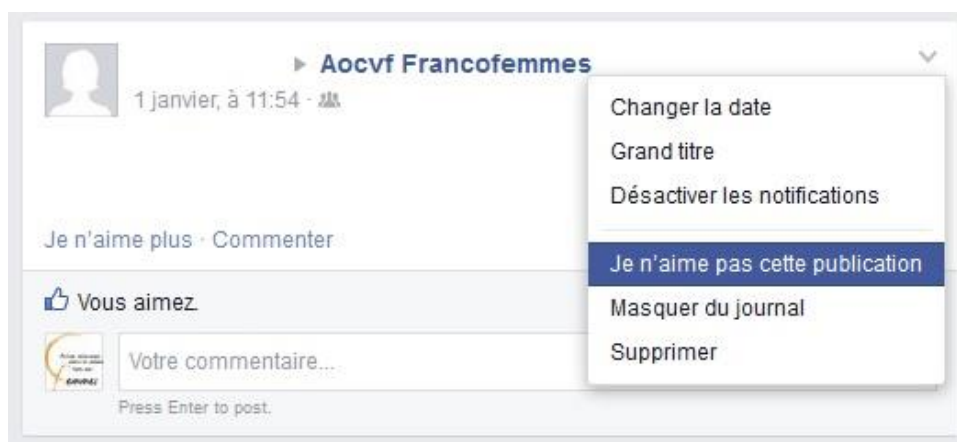 ▶ Aocvf Francofemmes
1 janvier, à 11:54 ·
Changer la date
Grand titre
Désactiver les notifications
Je n'aime plus · Commenter
Je n'aime pas cette publication
Masquer du journal
Supprimer
Vous aimez.
Votre commentaire...
Press Enter to post.